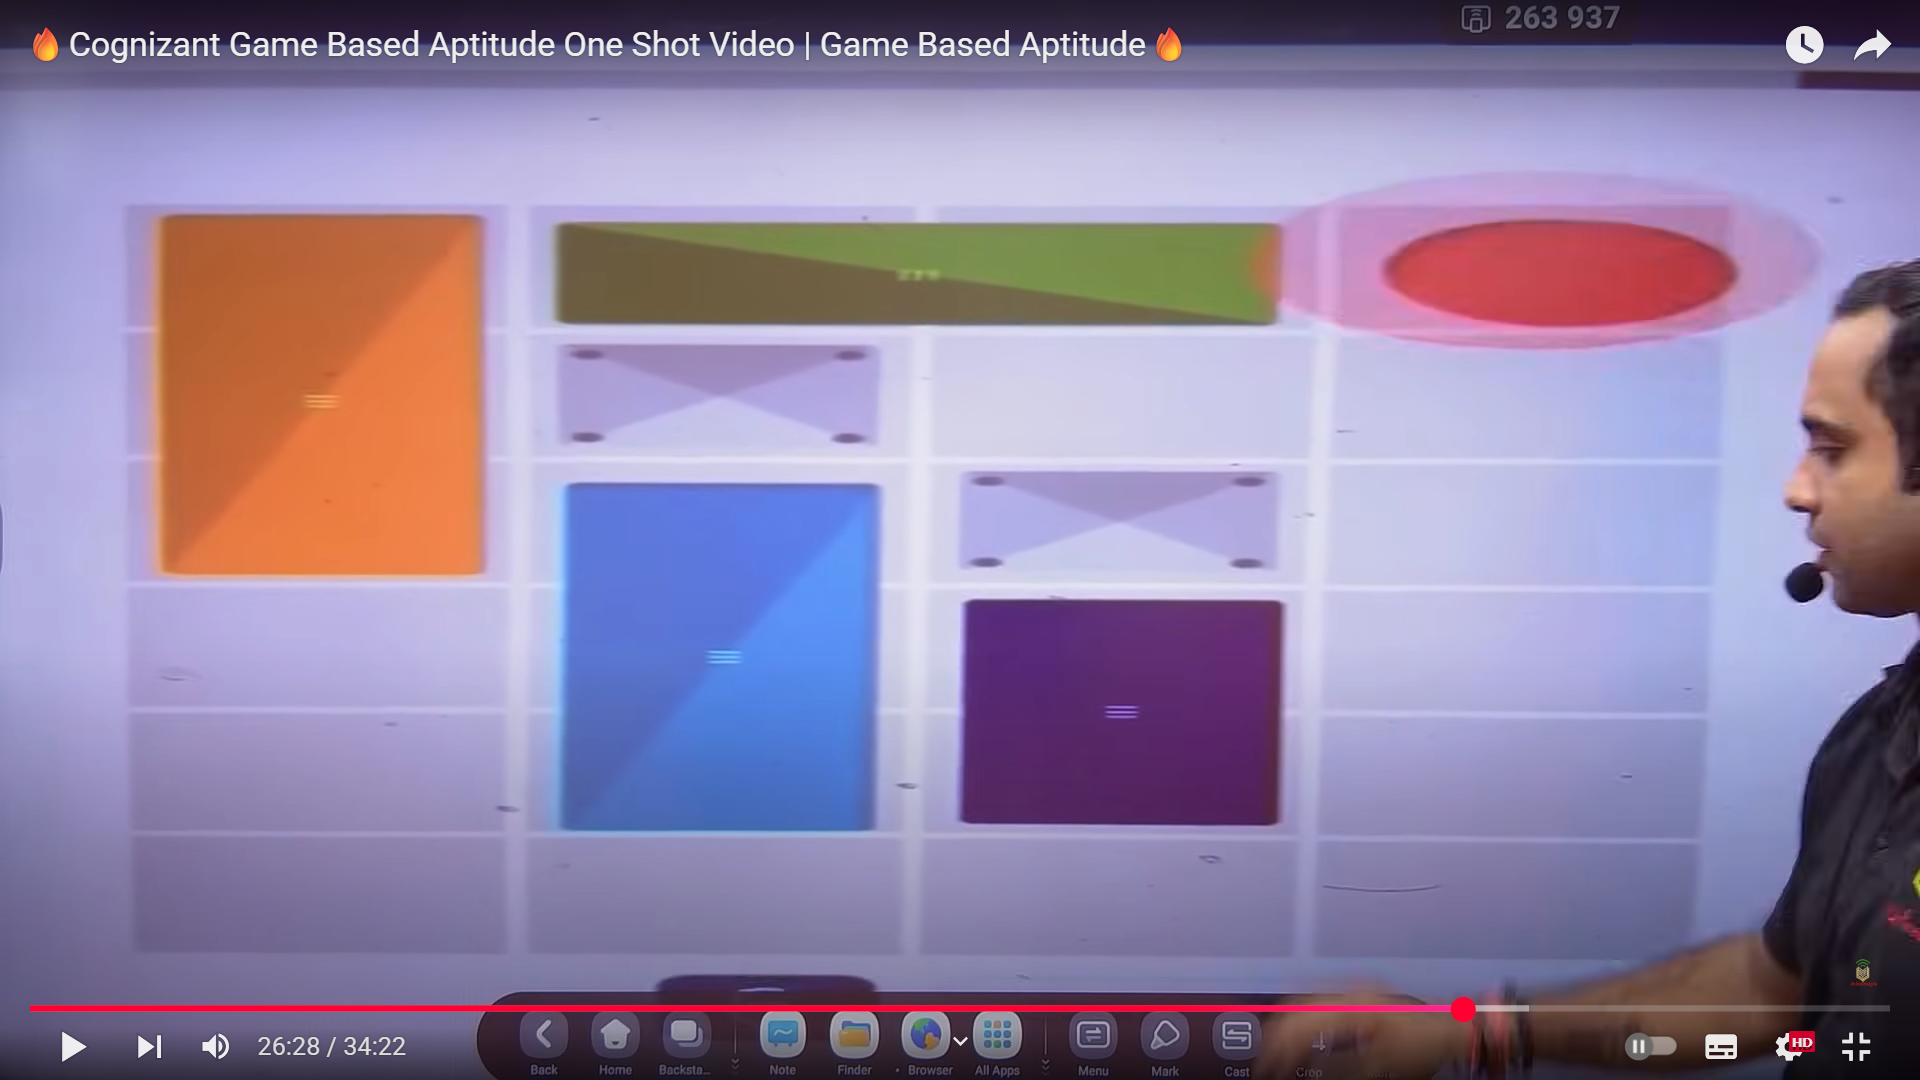 263 937
🔥 Cognizant Game Based Aptitude One Shot Video | Game Based Aptitude 🔥
26:28 / 34:22
HD
Back Home Backsta... Note Finder Browser All Apps Menu Mark Cast Crop